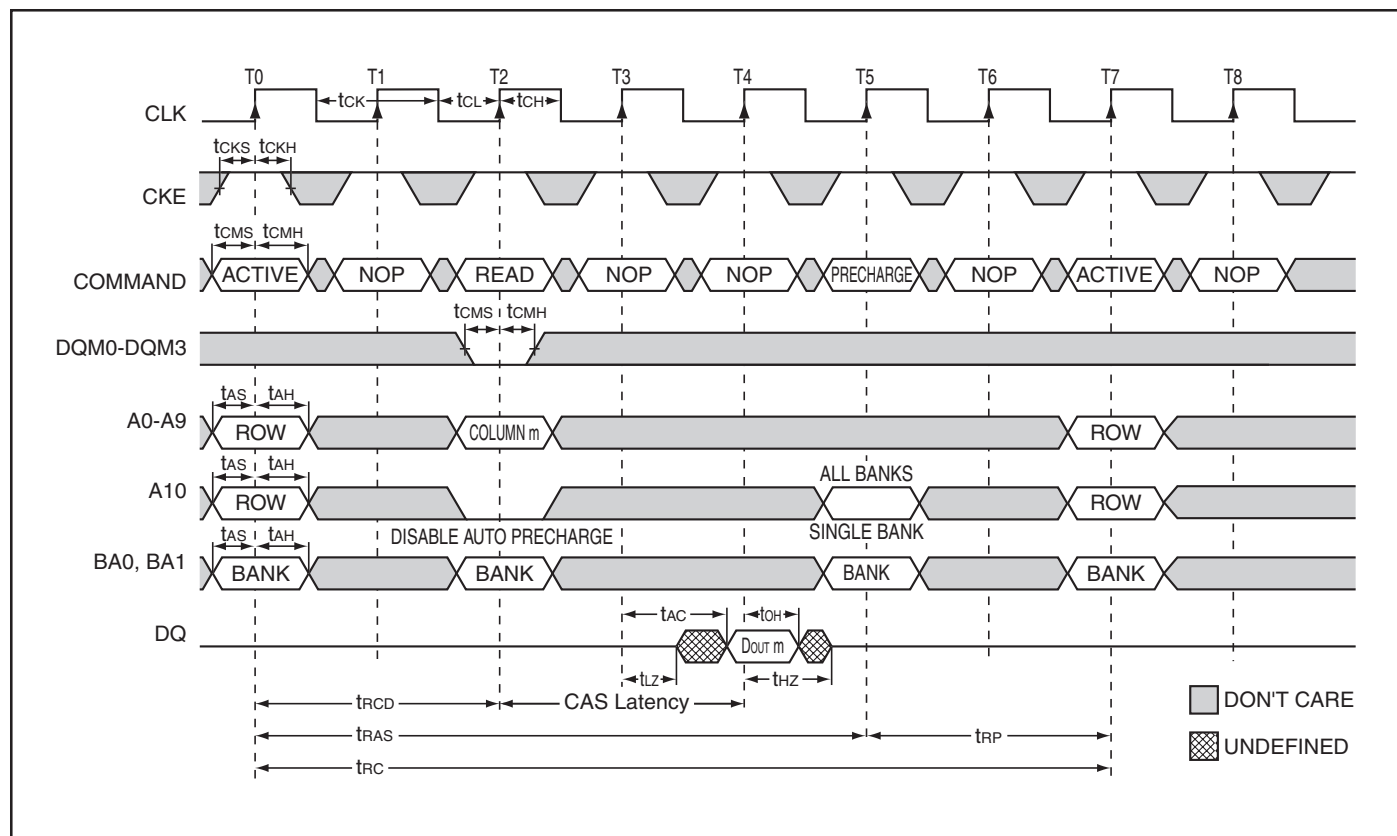 T0 T1 T2 T3 T4 T5 T6 T7 T8
tCK tCL tCH
CLK
tCKS tCKH
CKE
tCMS tCMH
COMMAND ACTIVE NOP READ NOP NOP PRECHARGE NOP ACTIVE NOP
tCMS tCMH
DQM0-DQM3
tAS tAH
A0-A9 ROW COLUMN m ROW
tAS tAH ALL BANKS
A10 ROW ROW
tAS tAH DISABLE AUTO PRECHARGE SINGLE BANK
BA0, BA1 BANK BANK BANK BANK
tAC tOH
DQ DOUT m
tLZ tHZ
tRCD CAS Latency DON'T CARE
tRAS tRP UNDEFINED
tRC